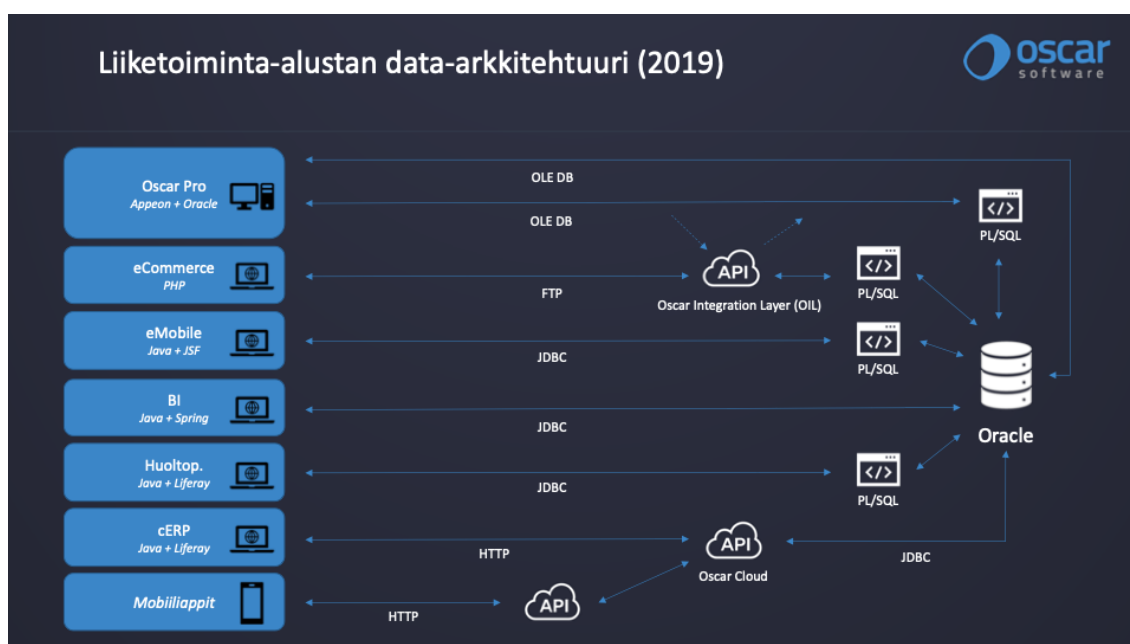 Liiketoiminta-alustan data-arkkitehtuuri (2019)
oscar
software
Oscar Pro
Appeon + Oracle
OLE DB
OLE DB
</>
PL/SQL
eCommerce
PHP
FTP
API
Oscar Integration Layer (OIL)
</>
PL/SQL
eMobile
Java + JSF
JDBC
</>
PL/SQL
BI
Java + Spring
JDBC
Oracle
Huoltop.
Java + Liferay
JDBC
</>
PL/SQL
cERP
Java + Liferay
HTTP
API
Oscar Cloud
JDBC
Mobiiliappit
HTTP
API